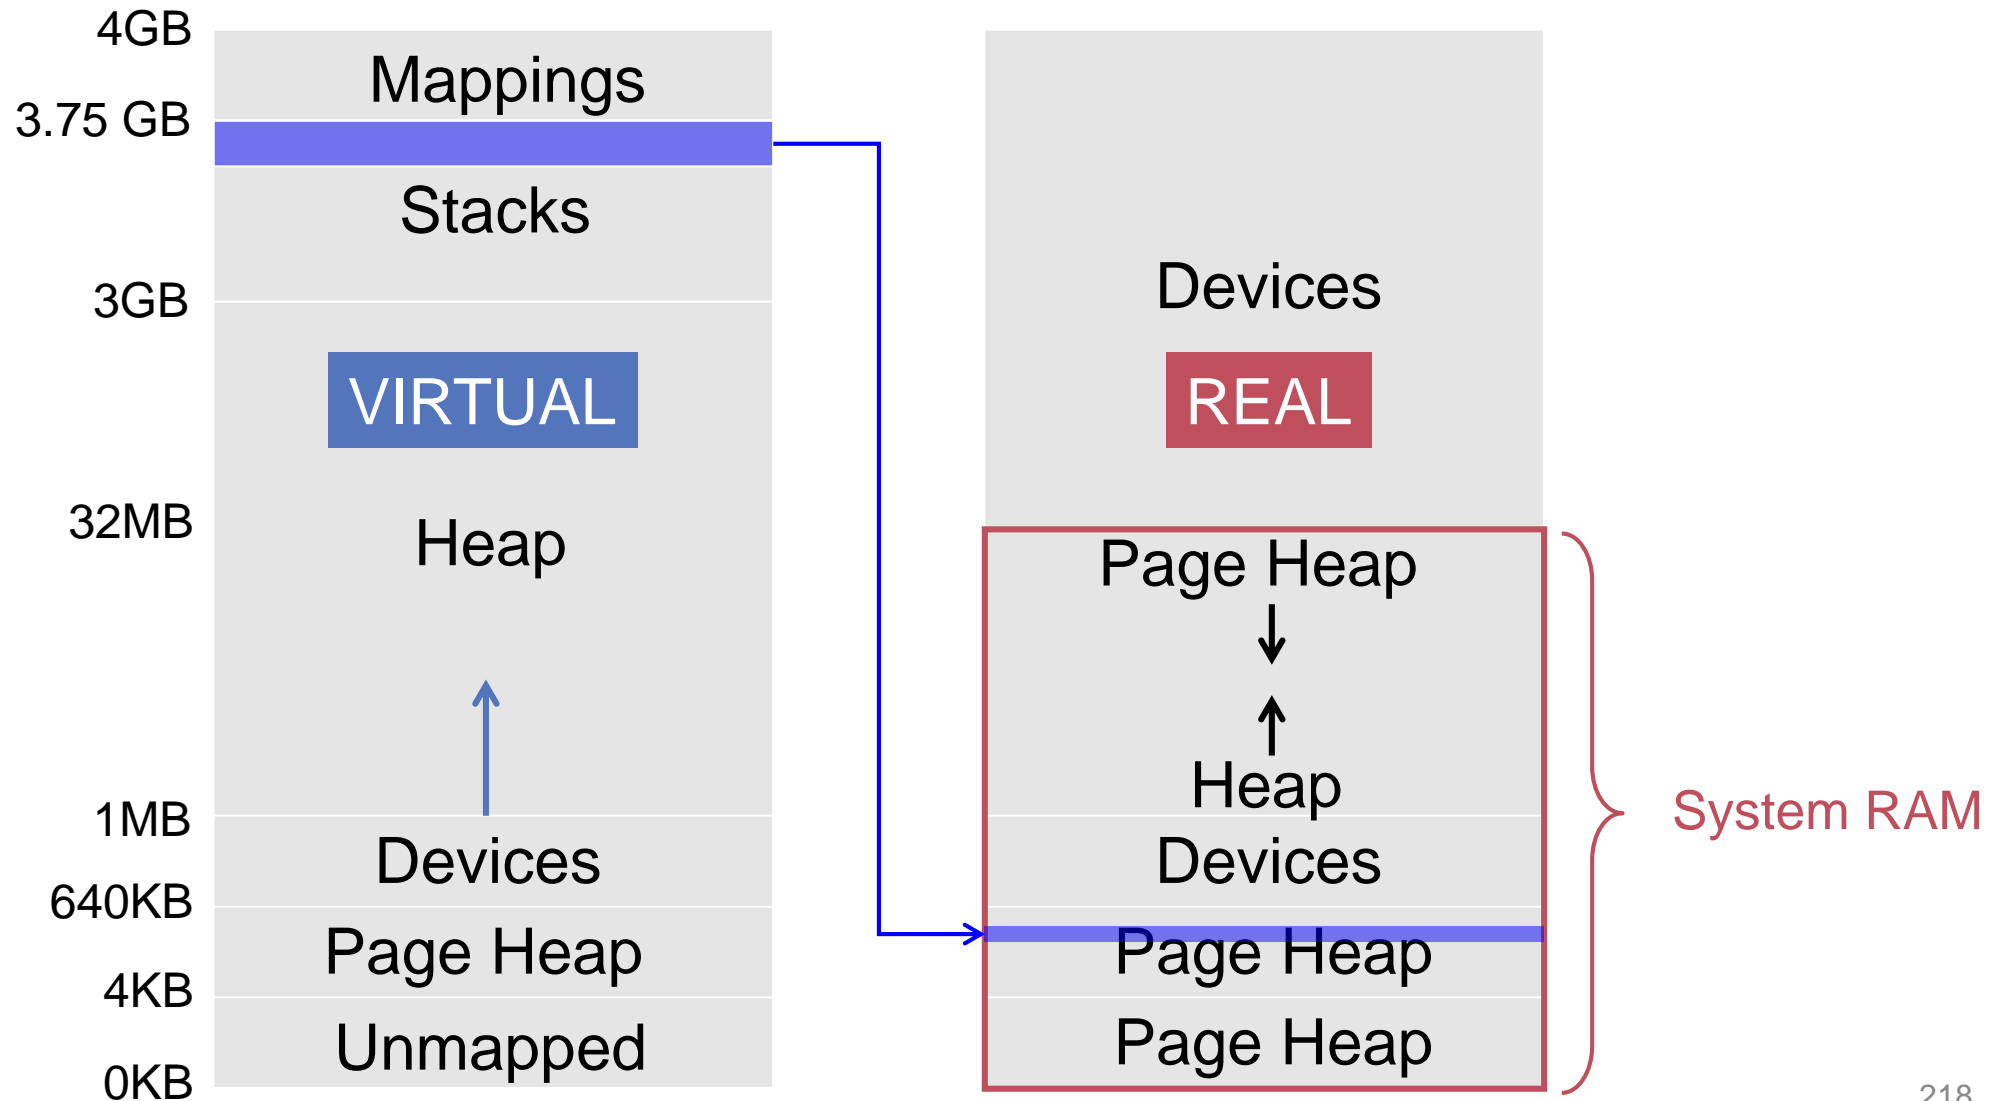 4GB
Mappings
3.75 GB
Stacks
3GB
Devices
VIRTUAL
REAL
32MB
Heap
Page Heap
Heap
1MB
System RAM
Devices
Devices
640KB
Page Heap
Page Heap
4KB
Unmapped
Page Heap
0KB
218